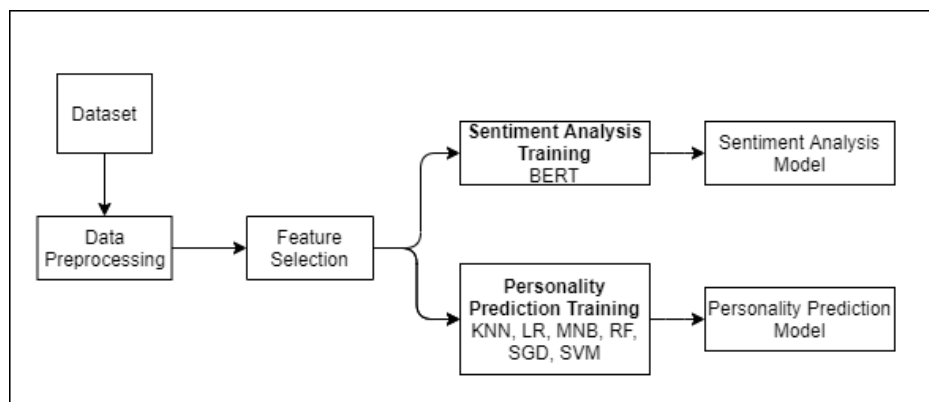 Dataset
Data
Preprocessing
Feature
Selection
Sentiment Analysis
Training
BERT
Sentiment Analysis
Model
Personality
Prediction Training
KNN, LR, MNB, RF,
SGD, SVM
Personality Prediction
Model